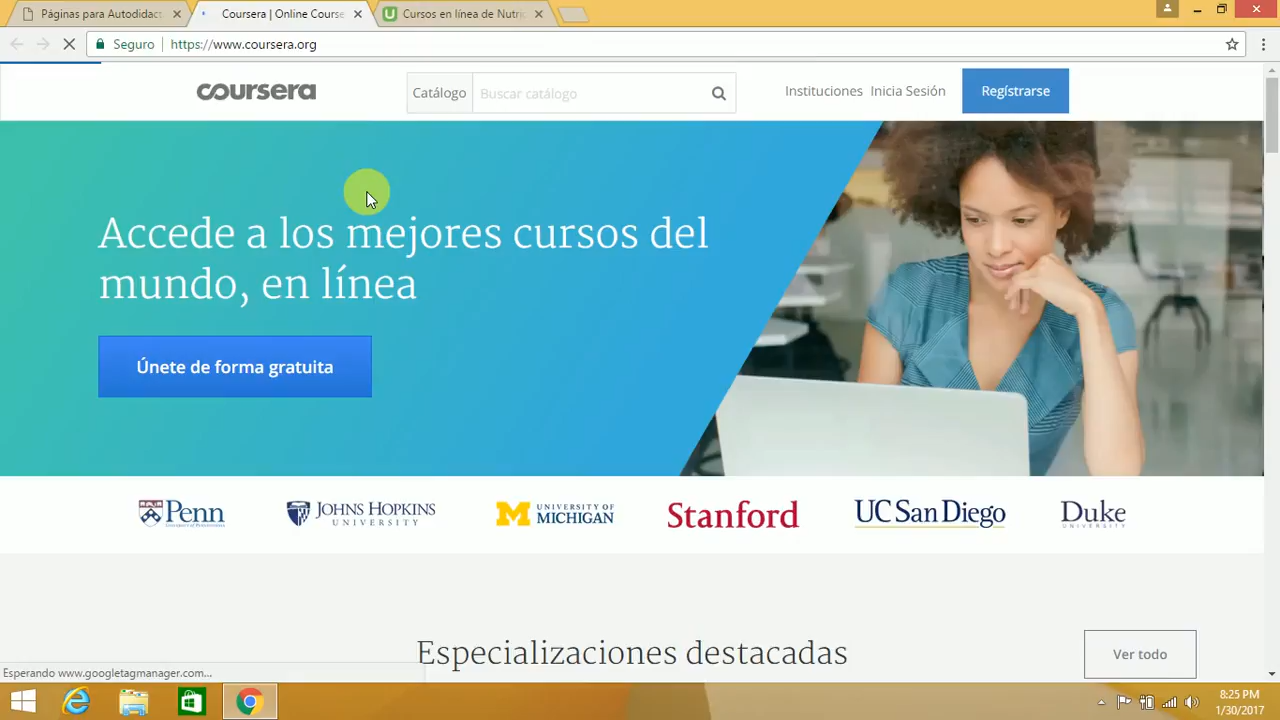 Páginas para Autodidact
Coursera | Online Course
Cursos en línea de Nutric
Seguro
https://www.coursera.org
coursera
Catálogo
Buscar catálogo
Instituciones
Inicia Sesión
Regístrarse
Accede a los mejores cursos del
mundo, en línea
Únete de forma gratuita
Penn
JOHNS HOPKINS
UNIVERSITY
UNIVERSITY OF
MICHIGAN
Stanford
UC San Diego
Duke
UNIVERSITY
Especializaciones destacadas
Ver todo
Esperando www.googletagmanager.com...
8:25 PM
1/30/2017